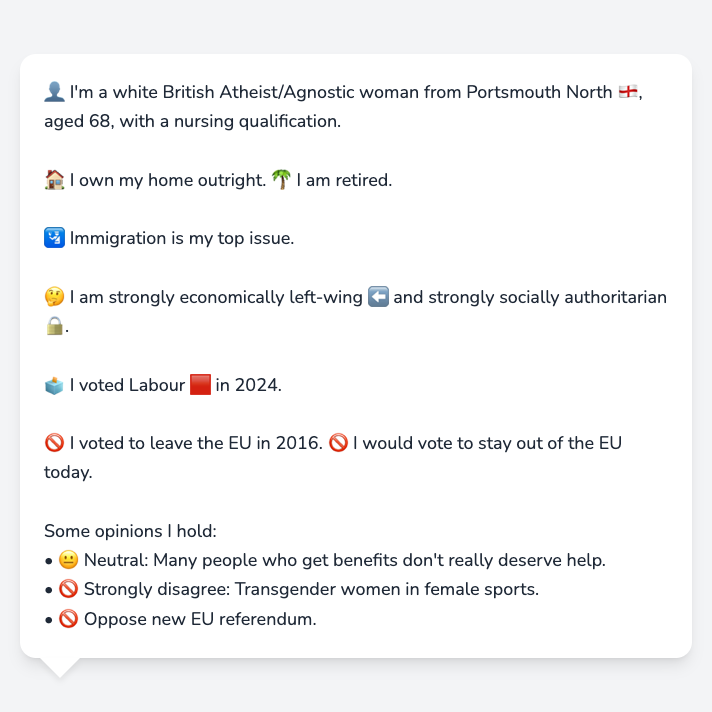 👤 I'm a white British Atheist/Agnostic woman from Portsmouth North 🏴󠁧󠁢󠁥󠁮󠁧󠁿,
aged 68, with a nursing qualification.
🏠 I own my home outright. 🌴 I am retired.
🛂 Immigration is my top issue.
🤔 I am strongly economically left-wing ⬅️ and strongly socially authoritarian
🔒.
🗳️ I voted Labour 🟥 in 2024.
🚫 I voted to leave the EU in 2016. 🚫 I would vote to stay out of the EU
today.
Some opinions I hold:
• 😐 Neutral: Many people who get benefits don't really deserve help.
• 🚫 Strongly disagree: Transgender women in female sports.
• 🚫 Oppose new EU referendum.